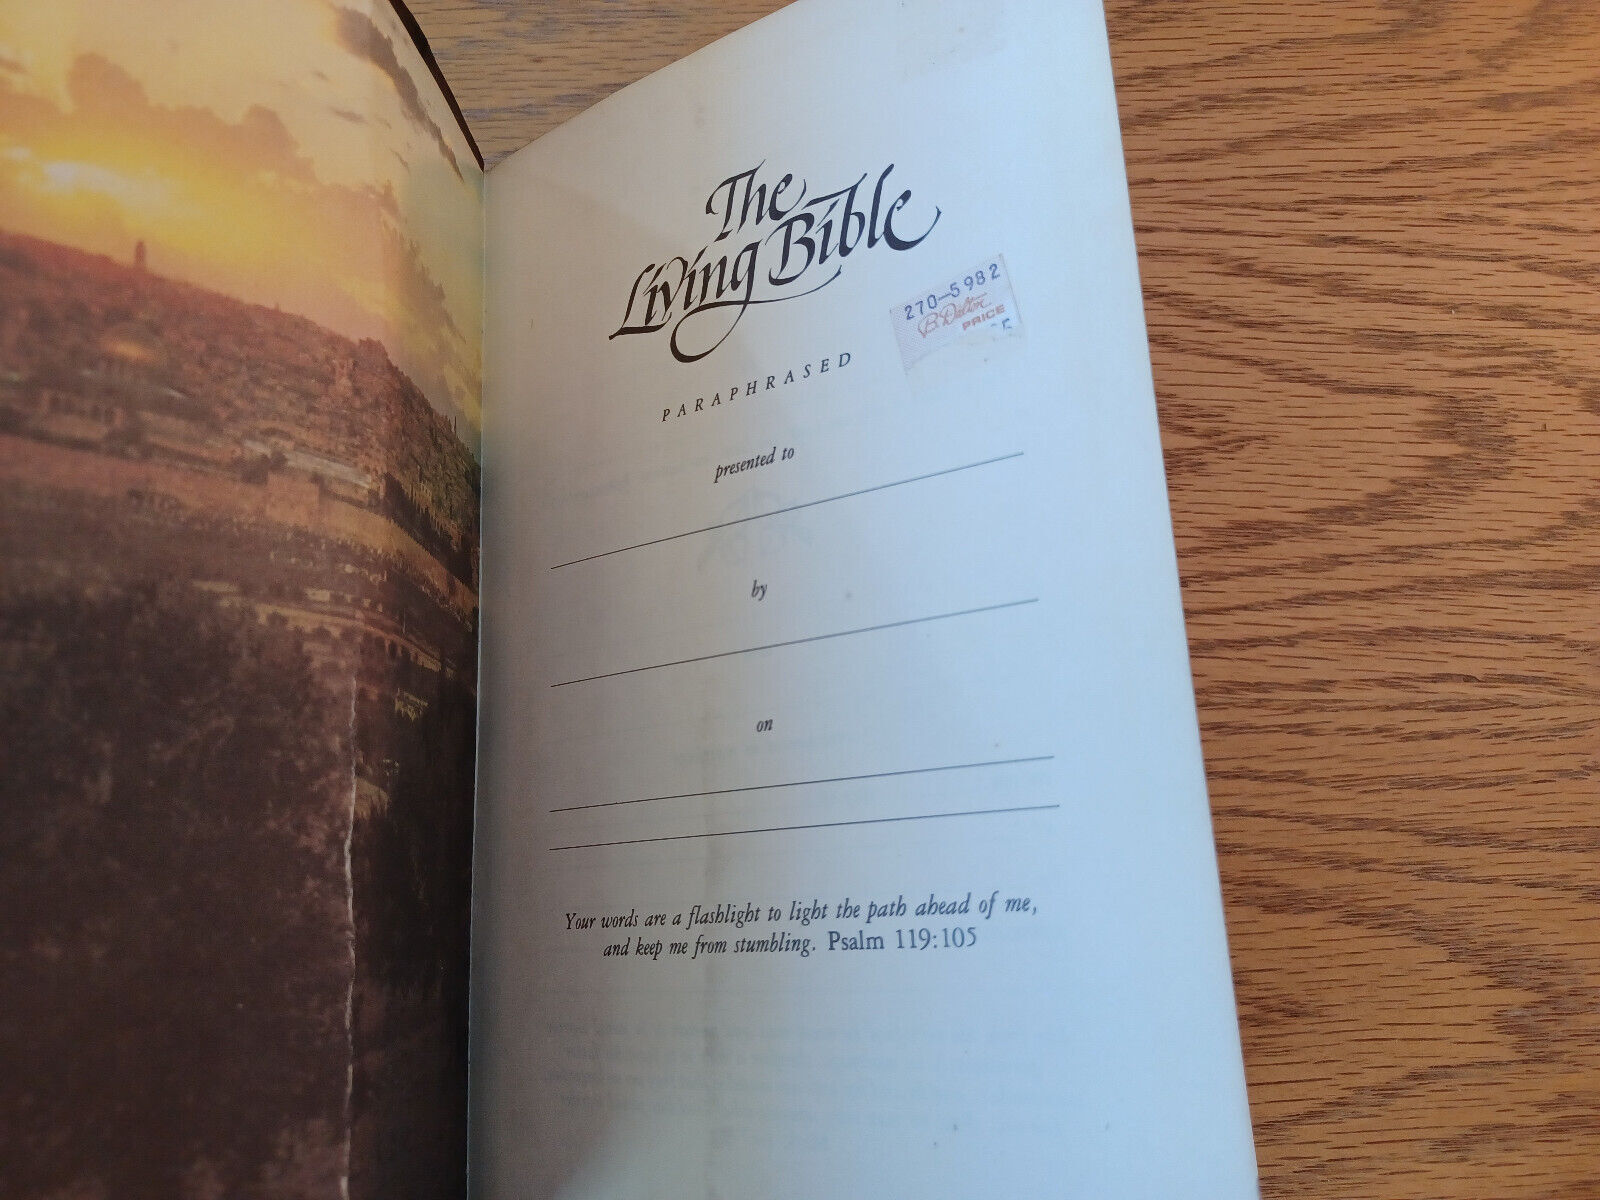 The
Living Bible
270-5982
B. Dalton
PRICE
PARAPHRASED
presented to
by
on
Your words are a flashlight to light the path ahead of me,
and keep me from stumbling. Psalm 119:105